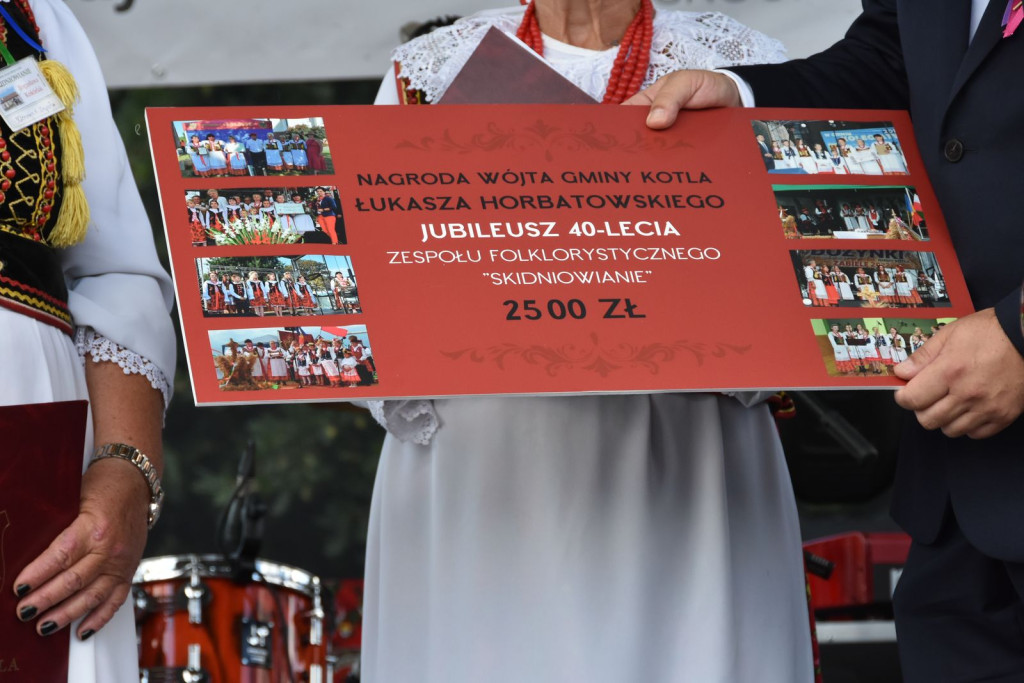 NAGRODA WÓJTA GMINY KOTLA
ŁUKASZA HORBATOWSKIEGO
JUBILEUSZ 40-LECIA
ZESPOŁU FOLKLORYSTYCZNEGO
"SKIDNIOWIANIE"
2500 ZŁ